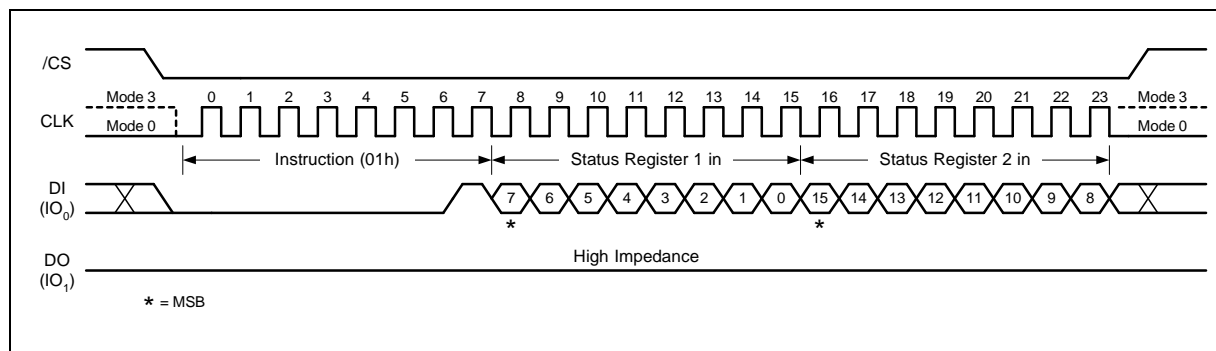 /CS
Mode 3 0 1 2 3 4 5 6 7 8 9 10 11 12 13 14 15 16 17 18 19 20 21 22 23 Mode 3
CLK Mode 0 Mode 0
Instruction (01h) Status Register 1 in Status Register 2 in
DI
(IO0) 7 6 5 4 3 2 1 0 15 14 13 12 11 10 9 8
* *
High Impedance
DO
(IO1)
* = MSB